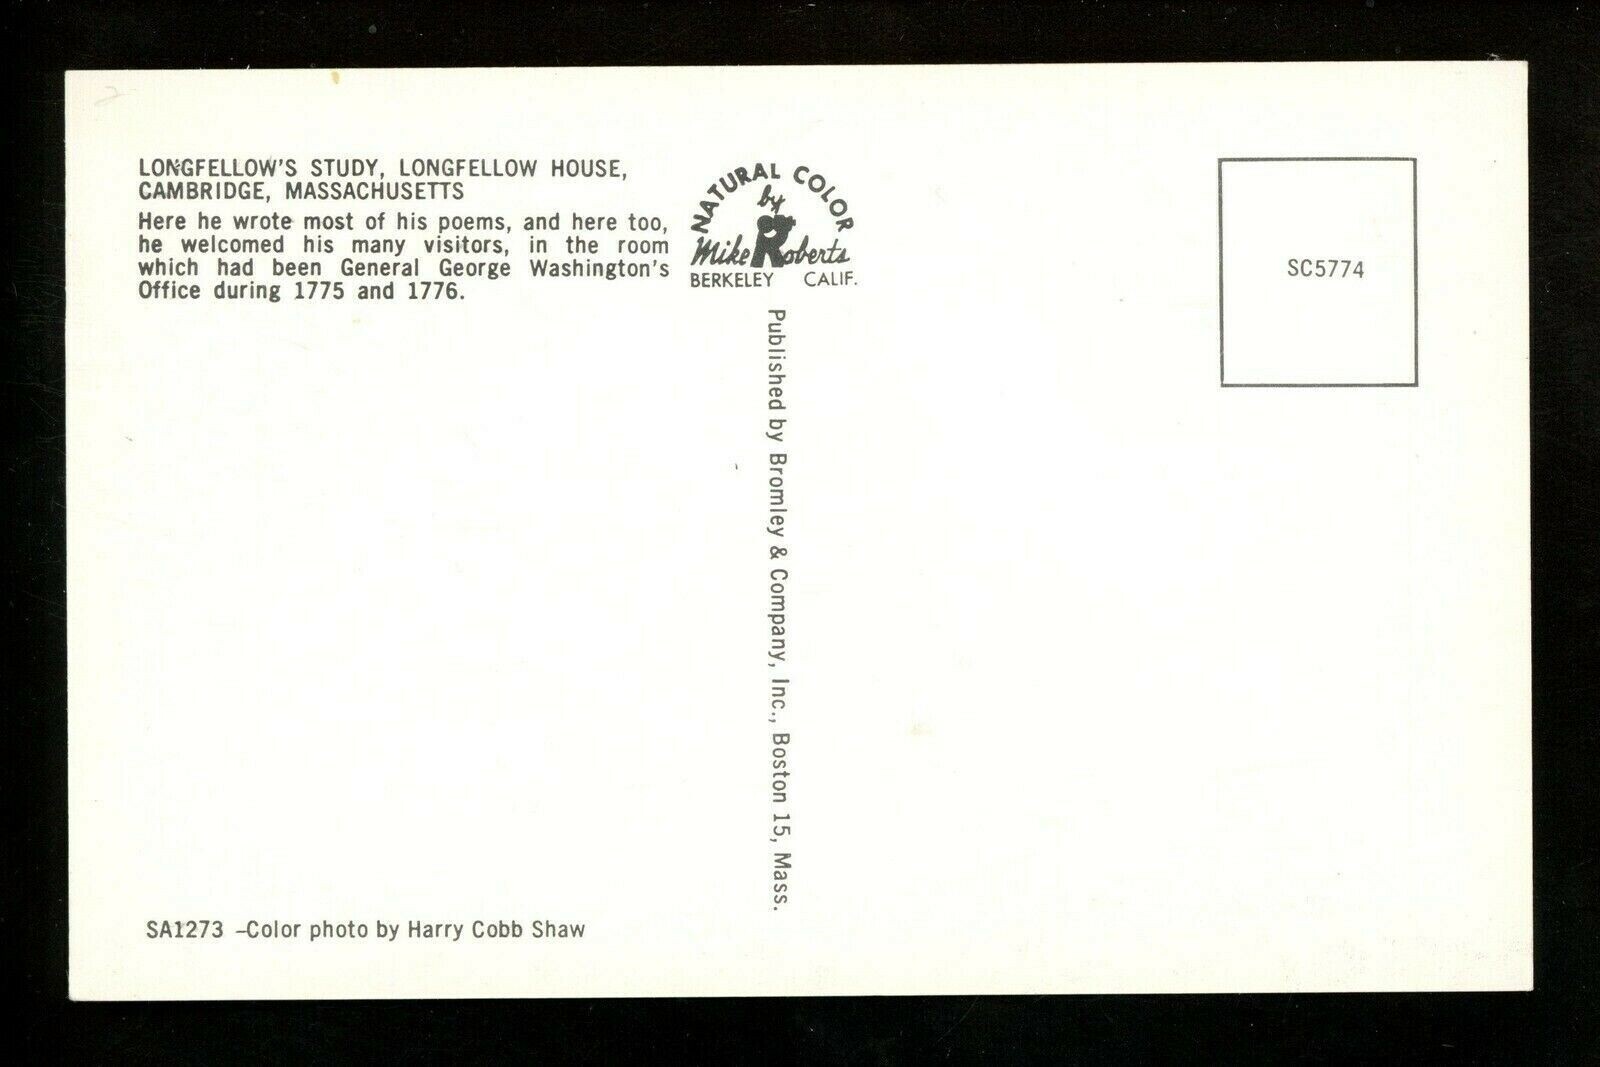 LONGFELLOW'S STUDY, LONGFELLOW HOUSE,
CAMBRIDGE, MASSACHUSETTS
Here he wrote most of his poems, and here too,
he welcomed his many visitors, in the room
which had been General George Washington's
Office during 1775 and 1776.
NATURAL COLOR
by
Mike Roberts
BERKELEY CALIF.
Published by Bromley & Company, Inc., Boston 15, Mass.
SC5774
SA1273 –Color photo by Harry Cobb Shaw